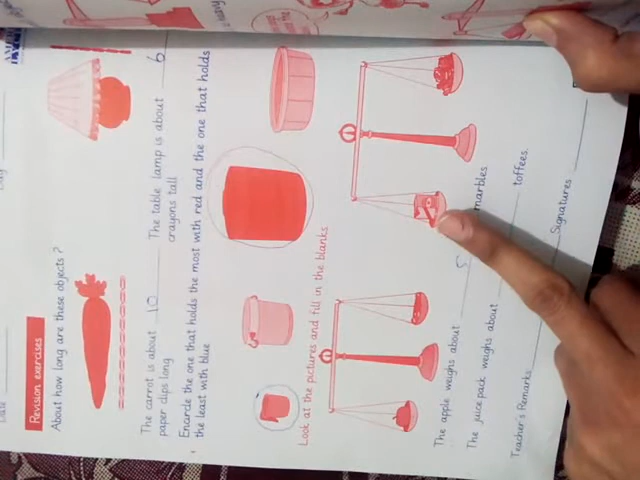 Revision exercises
About how long are these objects?
The carrot is about 10
paper clips long
The table lamp is about 6
crayons tall
Encircle the one that holds the most with red and the one that holds
the least with blue
Look at the pictures and fill in the blanks
The apple weighs about 5 marbles
The juice pack weighs about toffees.
Teacher's Remarks: Signatures